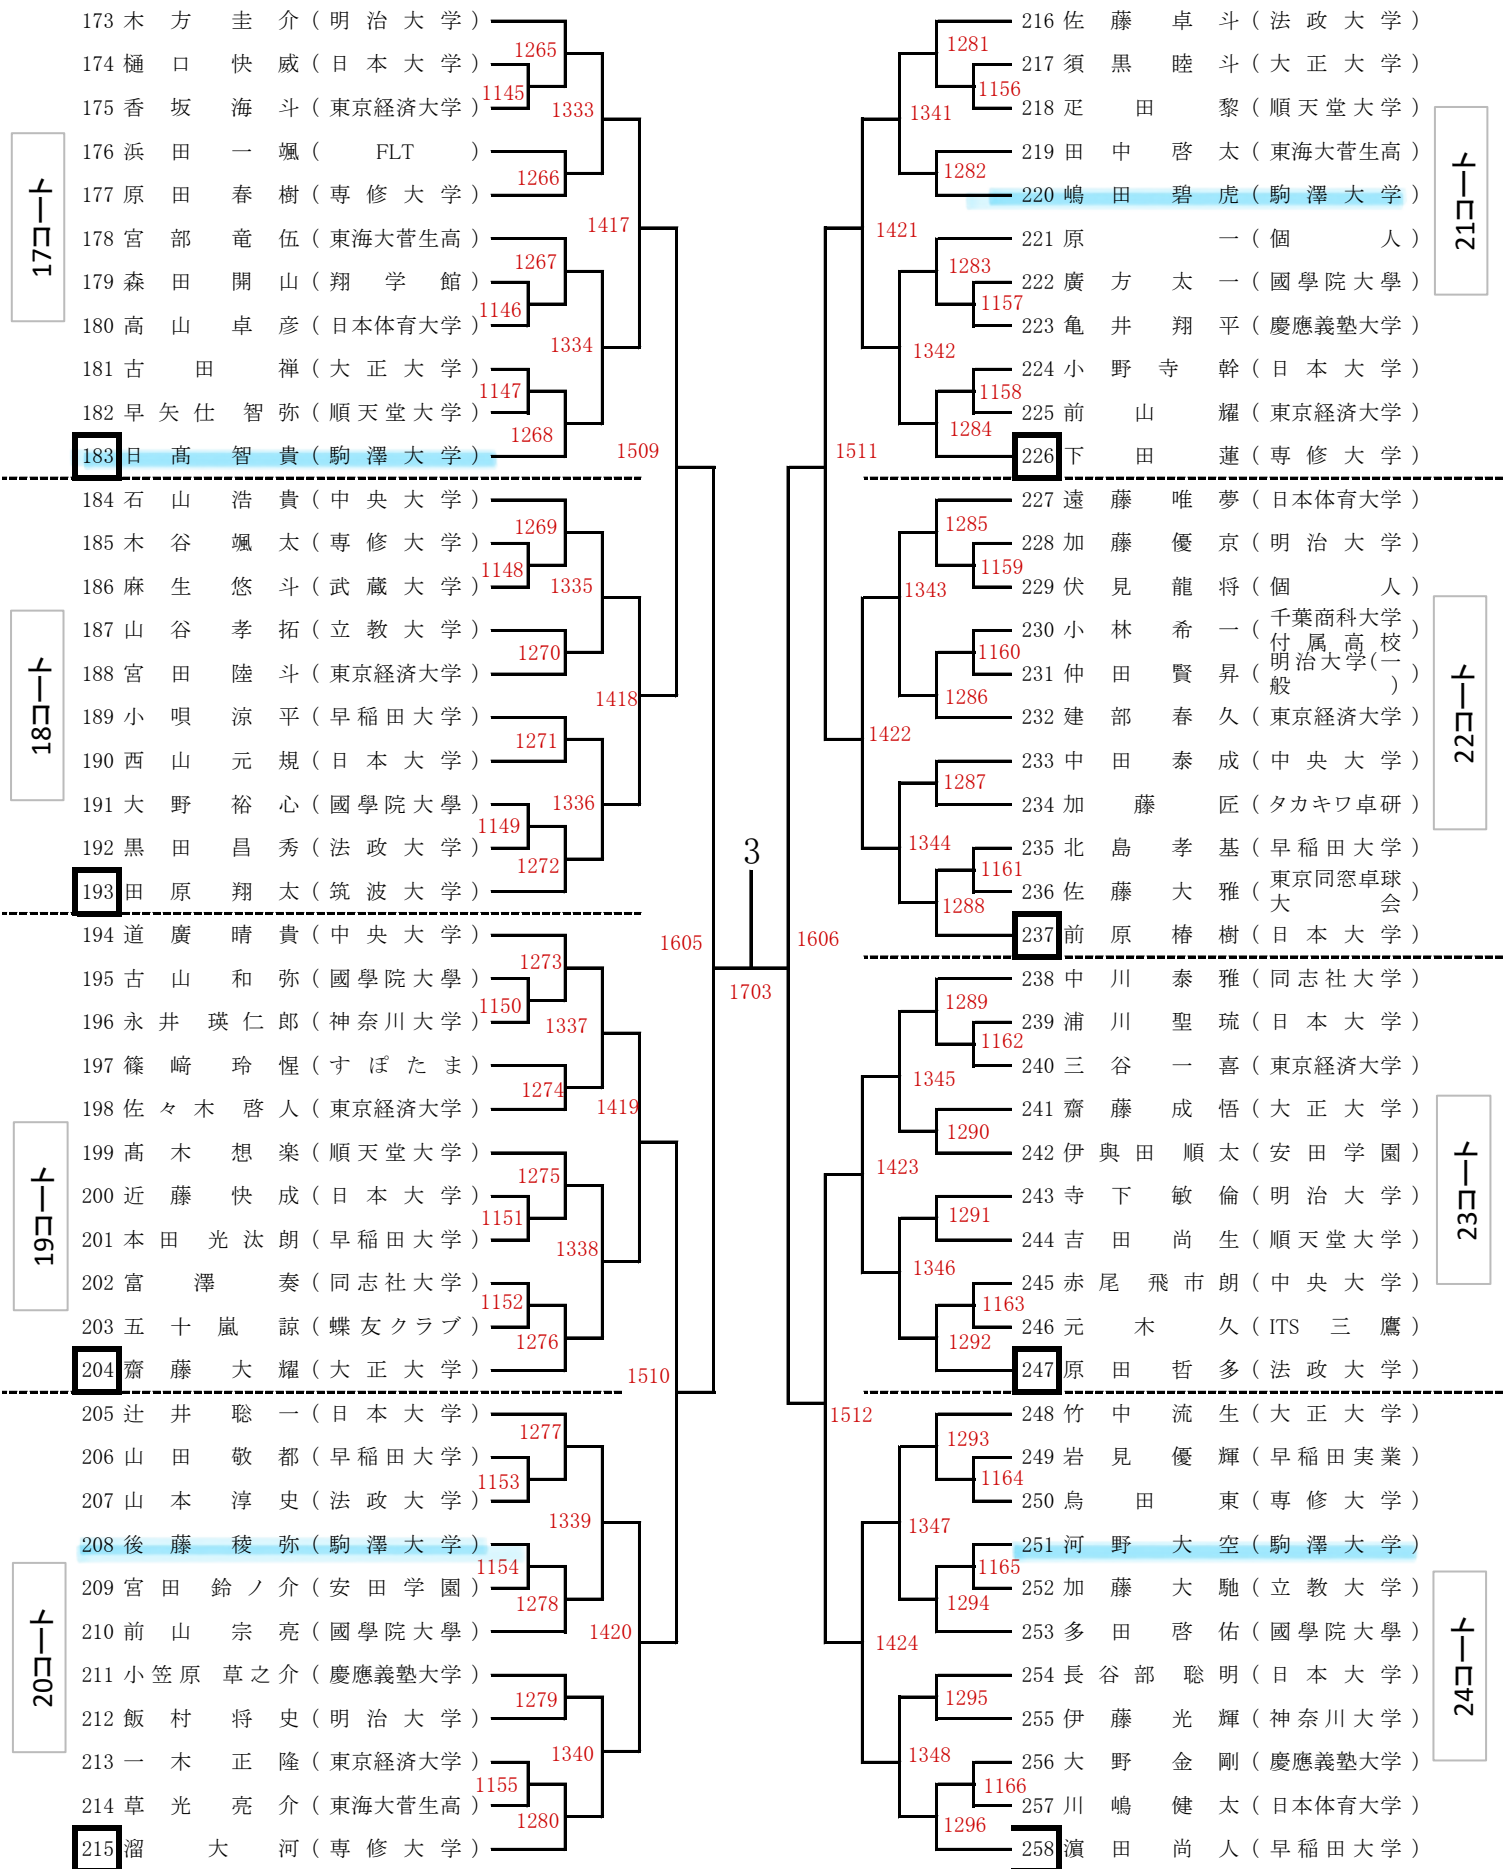 17コート
173 木方 圭介 (明治大学)
174 樋口 快威 (日本大学)
175 香坂 海斗 (東京経済大学)
176 浜田 一颯 (FLT)
177 原田 春樹 (専修大学)
178 宮部 竜伍 (東海大菅生高)
179 森田 開山 (翔学館)
180 高山 卓彦 (日本体育大学)
181 古田 禅 (大正大学)
182 早矢仕 智弥 (順天堂大学)
183 日髙 智貴 (駒澤大学)
1265
1145
1333
1266
1417
1267
1146
1334
1147
1268
1509
18コート
184 石山 浩貴 (中央大学)
185 木谷 颯太 (専修大学)
186 麻生 悠斗 (武蔵大学)
187 山谷 孝拓 (立教大学)
188 宮田 陸斗 (東京経済大学)
189 小唄 涼平 (早稲田大学)
190 西山 元規 (日本大学)
191 大野 裕心 (國學院大學)
192 黒田 昌秀 (法政大学)
193 田原 翔太 (筑波大学)
1269
1148
1335
1270
1418
1271
1336
1149
1272
1605
19コート
194 道廣 晴貴 (中央大学)
195 古山 和弥 (國學院大學)
196 永井 瑛仁郎 (神奈川大学)
197 篠﨑 玲惺 (すぽたま)
198 佐々木 啓人 (東京経済大学)
199 髙木 想楽 (順天堂大学)
200 近藤 快成 (日本大学)
201 本田 光汰朗 (早稲田大学)
202 富澤 奏 (同志社大学)
203 五十嵐 諒 (蝶友クラブ)
204 齋藤 大耀 (大正大学)
1273
1150
1337
1274
1419
1275
1151
1338
1152
1276
1510
20コート
205 辻井 聡一 (日本大学)
206 山田 敬都 (早稲田大学)
207 山本 淳史 (法政大学)
208 後藤 稜弥 (駒澤大学)
209 宮田 鈴ノ介 (安田学園)
210 前山 宗亮 (國學院大學)
211 小笠原 草之介 (慶應義塾大学)
212 飯村 将史 (明治大学)
213 一木 正隆 (東京経済大学)
214 草光 亮介 (東海大菅生高)
215 溜 大河 (専修大学)
1277
1153
1339
1154
1278
1420
1279
1340
1155
1280
3
1703
21コート
216 佐藤 卓斗 (法政大学)
217 須黒 睦斗 (大正大学)
218 疋田 黎 (順天堂大学)
219 田中 啓太 (東海大菅生高)
220 嶋田 碧虎 (駒澤大学)
221 原 一 (個人)
222 廣方 太一 (國學院大學)
223 亀井 翔平 (慶應義塾大学)
224 小野寺 幹 (日本大学)
225 前山 耀 (東京経済大学)
226 下田 蓮 (専修大学)
1281
1156
1341
1282
1421
1283
1157
1342
1158
1284
1511
22コート
227 遠藤 唯夢 (日本体育大学)
228 加藤 優京 (明治大学)
229 伏見 龍将 (個人)
230 小林 希一 (千葉商科大学付属高校)
231 仲田 賢昇 (明治大学(一般))
232 建部 春久 (東京経済大学)
233 中田 泰成 (中央大学)
234 加藤 匠 (タカキワ卓研)
235 北島 孝基 (早稲田大学)
236 佐藤 大雅 (東京同窓卓球大会)
237 前原 椿樹 (日本大学)
1285
1159
1343
1160
1286
1422
1287
1344
1161
1288
1606
23コート
238 中川 泰雅 (同志社大学)
239 浦川 聖琉 (日本大学)
240 三谷 一喜 (東京経済大学)
241 齋藤 成悟 (大正大学)
242 伊與田 順太 (安田学園)
243 寺下 敏倫 (明治大学)
244 吉田 尚生 (順天堂大学)
245 赤尾 飛市朗 (中央大学)
246 元木 久 (ITS三鷹)
247 原田 哲多 (法政大学)
1289
1162
1345
1290
1423
1291
1346
1163
1292
1512
24コート
248 竹中 流生 (大正大学)
249 岩見 優輝 (早稲田実業)
250 烏田 東 (専修大学)
251 河野 大空 (駒澤大学)
252 加藤 大馳 (立教大学)
253 多田 啓佑 (國學院大學)
254 長谷部 聡明 (日本大学)
255 伊藤 光輝 (神奈川大学)
256 大野 金剛 (慶應義塾大学)
257 川嶋 健太 (日本体育大学)
258 濵田 尚人 (早稲田大学)
1293
1164
1347
1165
1294
1424
1295
1348
1166
1296